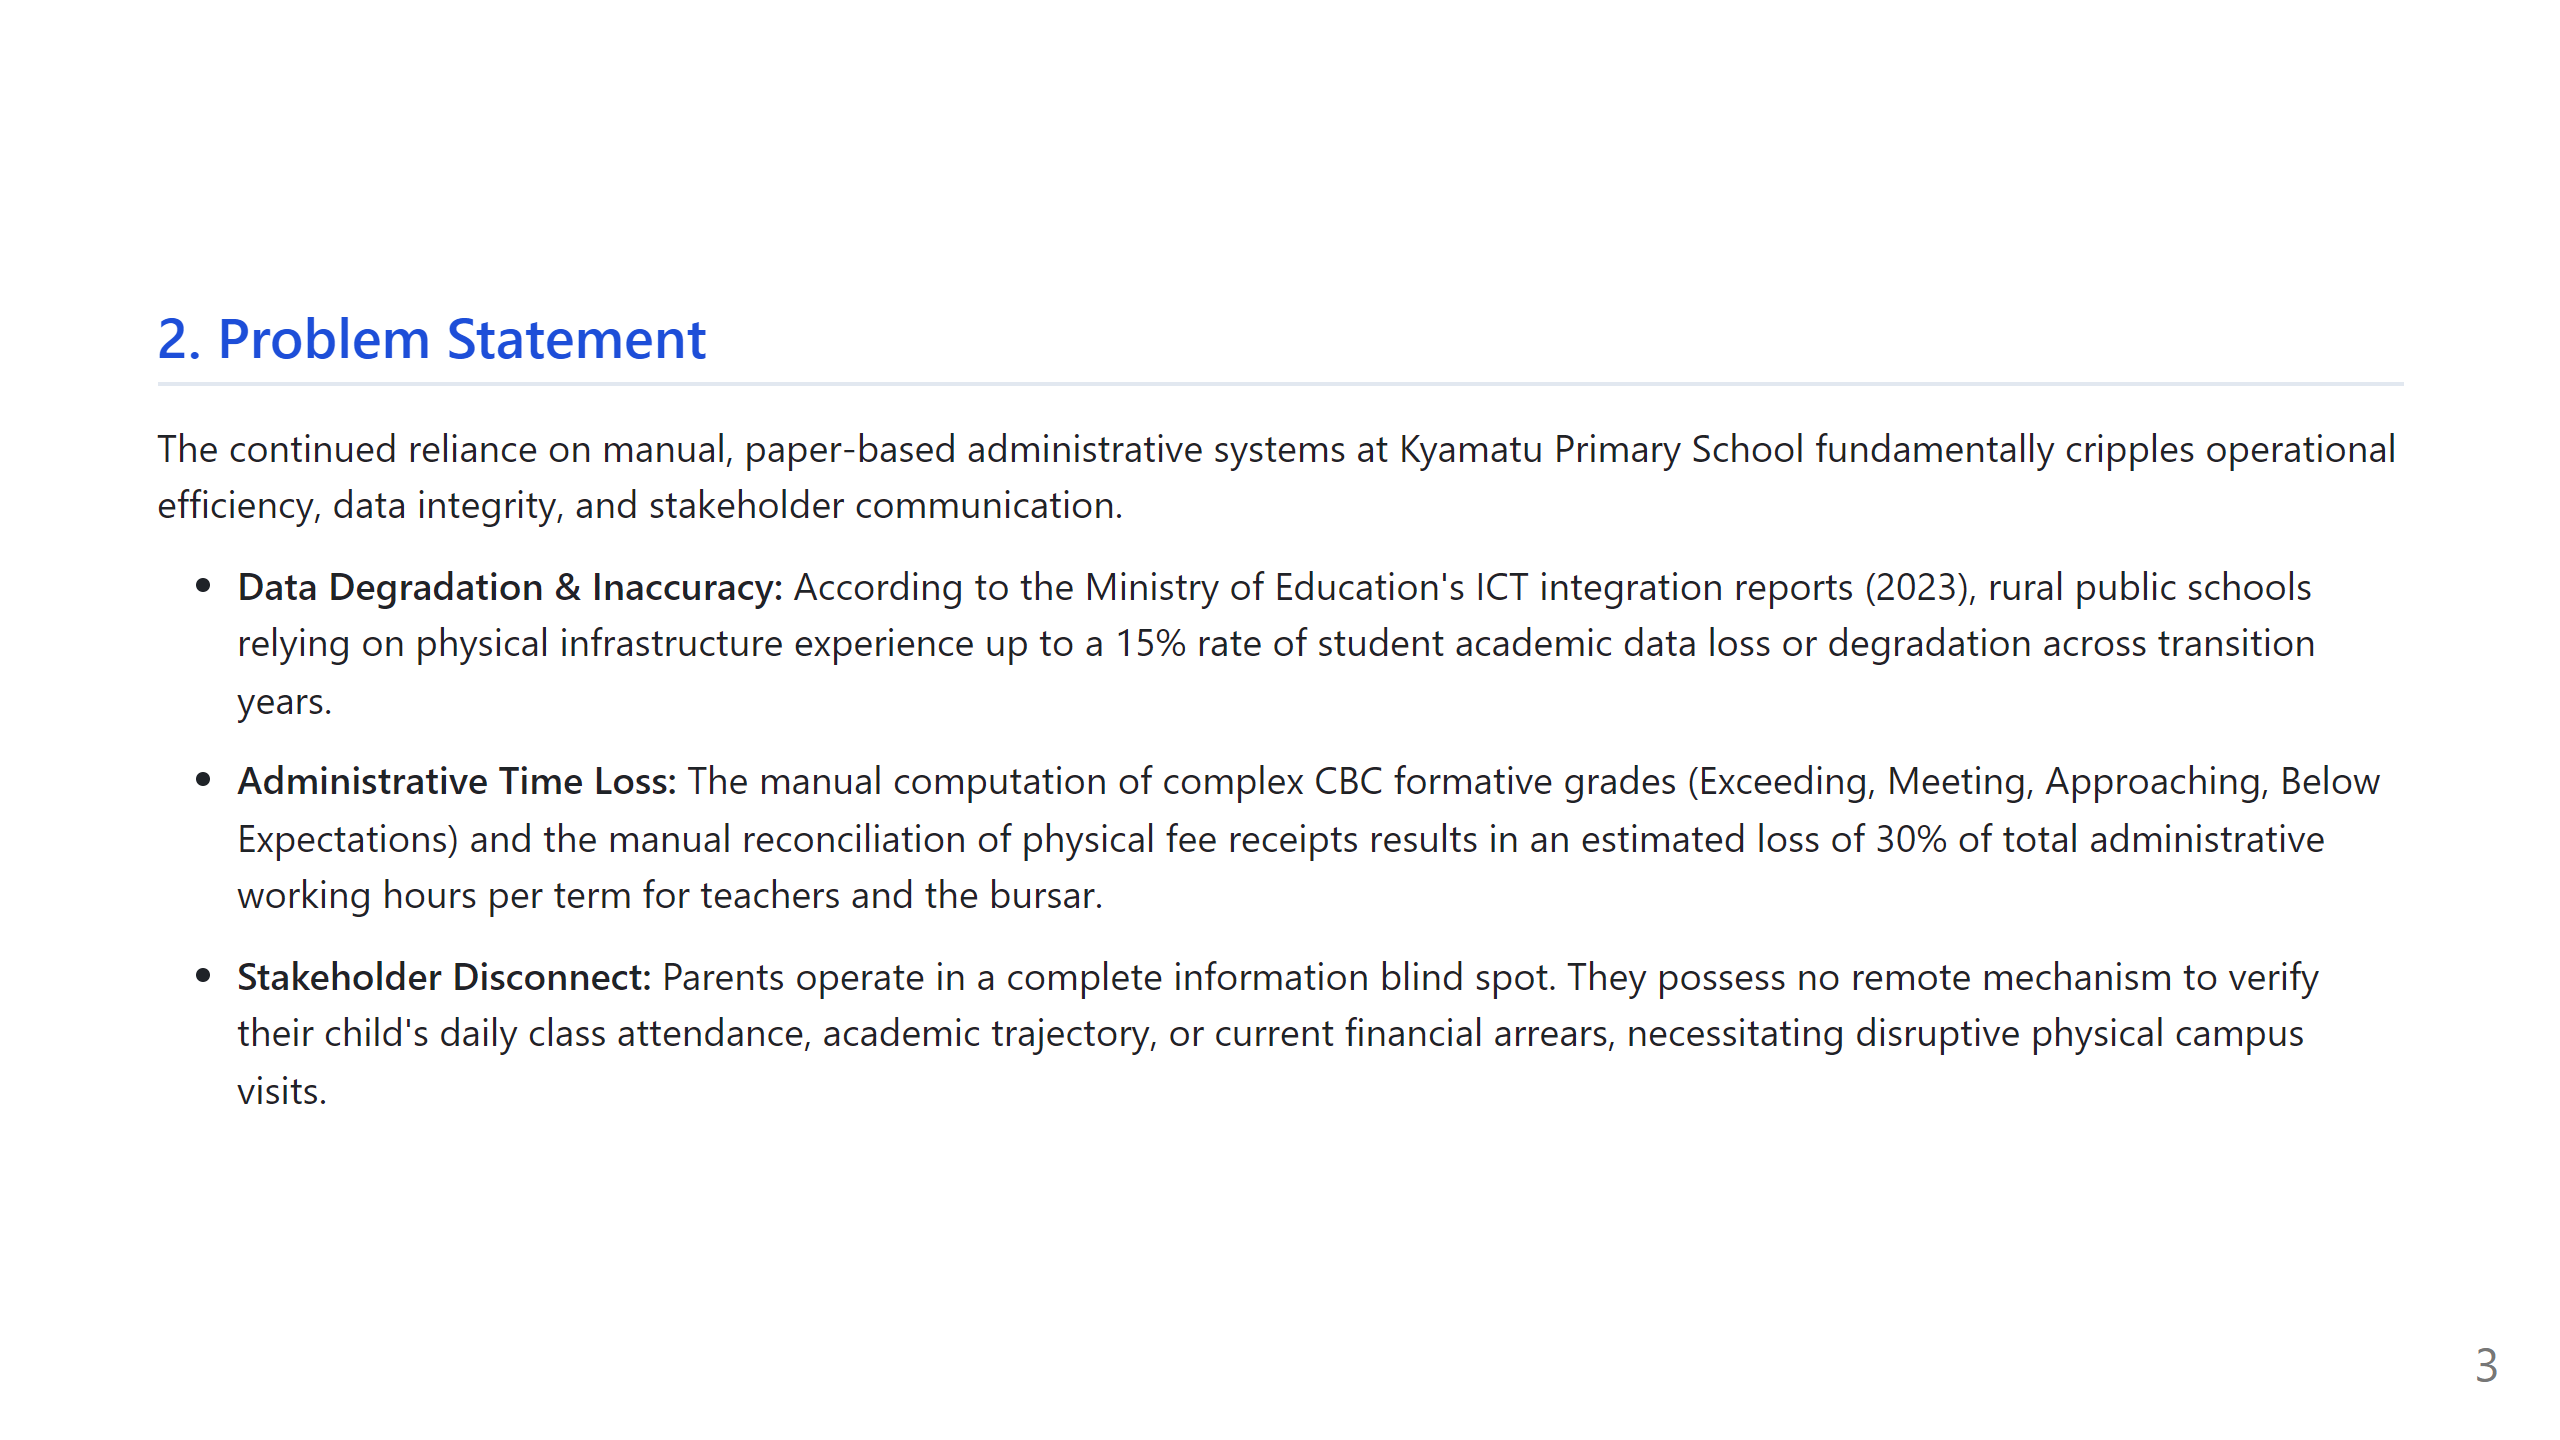 2. Problem Statement
The continued reliance on manual, paper-based administrative systems at Kyamatu Primary School fundamentally cripples operational
efficiency, data integrity, and stakeholder communication.
• Data Degradation & Inaccuracy: According to the Ministry of Education's ICT integration reports (2023), rural public schools
relying on physical infrastructure experience up to a 15% rate of student academic data loss or degradation across transition
years.
• Administrative Time Loss: The manual computation of complex CBC formative grades (Exceeding, Meeting, Approaching, Below
Expectations) and the manual reconciliation of physical fee receipts results in an estimated loss of 30% of total administrative
working hours per term for teachers and the bursar.
• Stakeholder Disconnect: Parents operate in a complete information blind spot. They possess no remote mechanism to verify
their child's daily class attendance, academic trajectory, or current financial arrears, necessitating disruptive physical campus
visits.
3